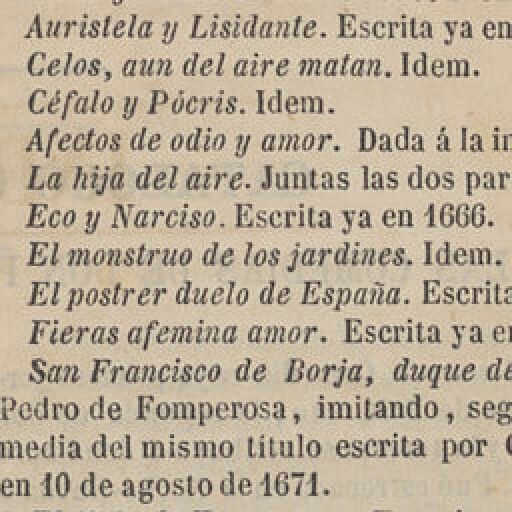 Auristela y Lisidante. Escrita ya en
Celos, aun del aire matan. Idem.
Céfalo y Pócris. Idem.
Afectos de odio y amor. Dada á la
La hija del aire. Juntas las dos
Eco y Narciso. Escrita ya en 1666.
El monstruo de los jardines. Idem.
El postrer duelo de España. Escrita
Fieras afemina amor. Escrita ya en
San Francisco de Borja, duque de
Pedro de Fomperosa, imitando,
media del mismo título escrita por
en 10 de agosto de 1671.